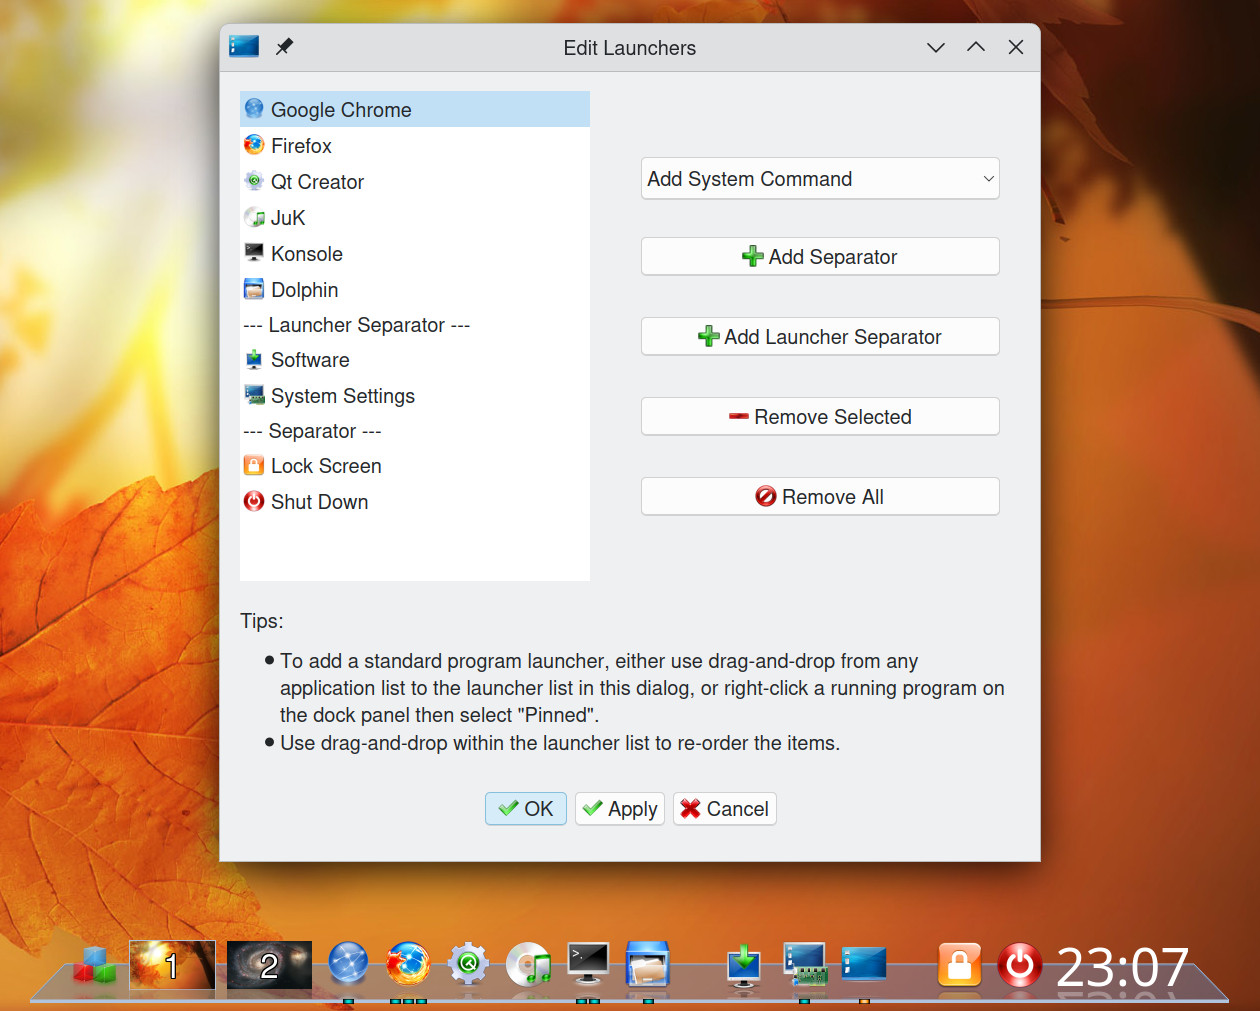 Edit Launchers
Google Chrome
Firefox
Qt Creator
JuK
Konsole
Dolphin
--- Launcher Separator ---
Software
System Settings
--- Separator ---
Lock Screen
Shut Down
Add System Command
Add Separator
Add Launcher Separator
Remove Selected
Remove All
Tips:
To add a standard program launcher, either use drag-and-drop from any
application list to the launcher list in this dialog, or right-click a running program on
the dock panel then select "Pinned".
Use drag-and-drop within the launcher list to re-order the items.
OK
Apply
Cancel
1
2
23:07